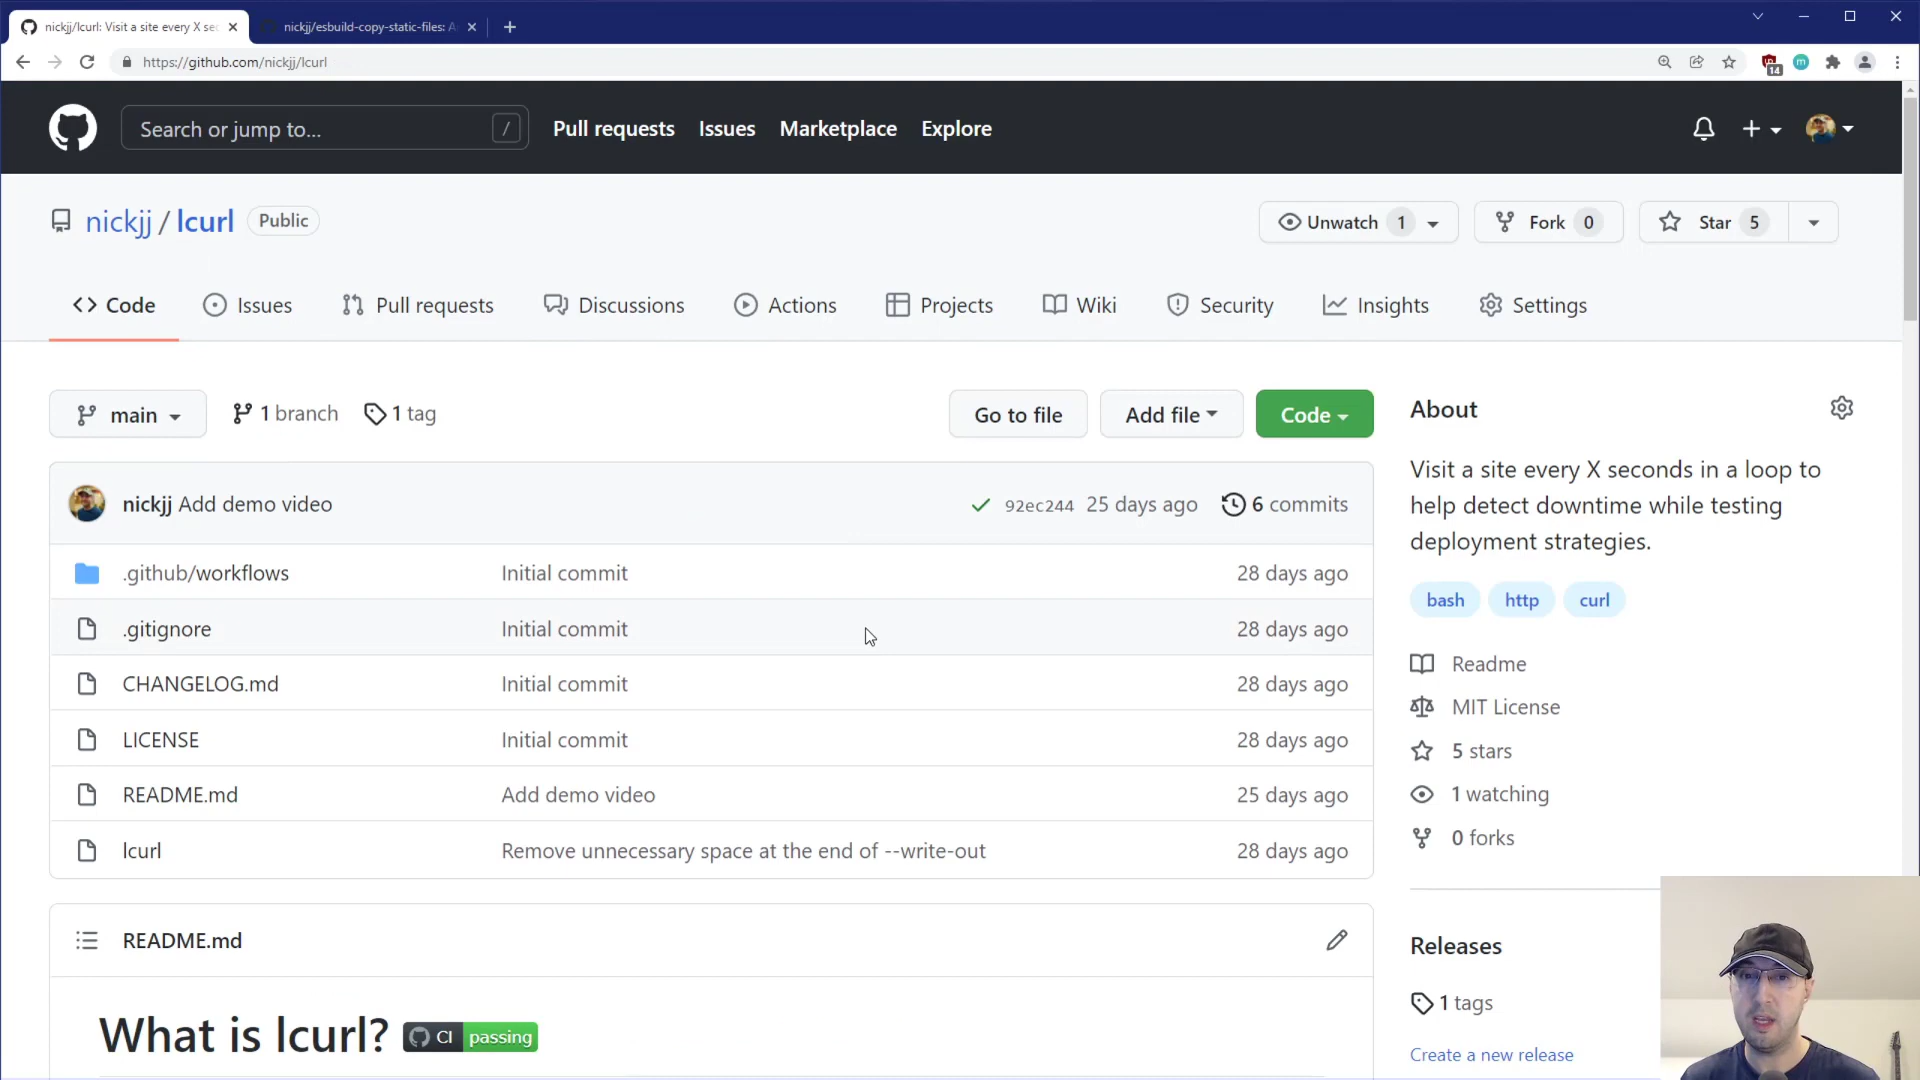 nickjj/lcurl: Visit a site every X sec
nickjj/esbuild-copy-static-files: A
https://github.com/nickjj/lcurl
14
m
Search or jump to...
/
Pull requests
Issues
Marketplace
Explore
nickjj / lcurl
Public
Unwatch 1
Fork 0
Star 5
Code
Issues
Pull requests
Discussions
Actions
Projects
Wiki
Security
Insights
Settings
main
1 branch
1 tag
Go to file
Add file
Code
nickjj Add demo video
92ec244 25 days ago
6 commits
.github/workflows Initial commit 28 days ago
.gitignore Initial commit 28 days ago
CHANGELOG.md Initial commit 28 days ago
LICENSE Initial commit 28 days ago
README.md Add demo video 25 days ago
lcurl Remove unnecessary space at the end of --write-out 28 days ago
README.md
What is lcurl?
CI passing
About
Visit a site every X seconds in a loop to
help detect downtime while testing
deployment strategies.
bash http curl
Readme
MIT License
5 stars
1 watching
0 forks
Releases
1 tags
Create a new release